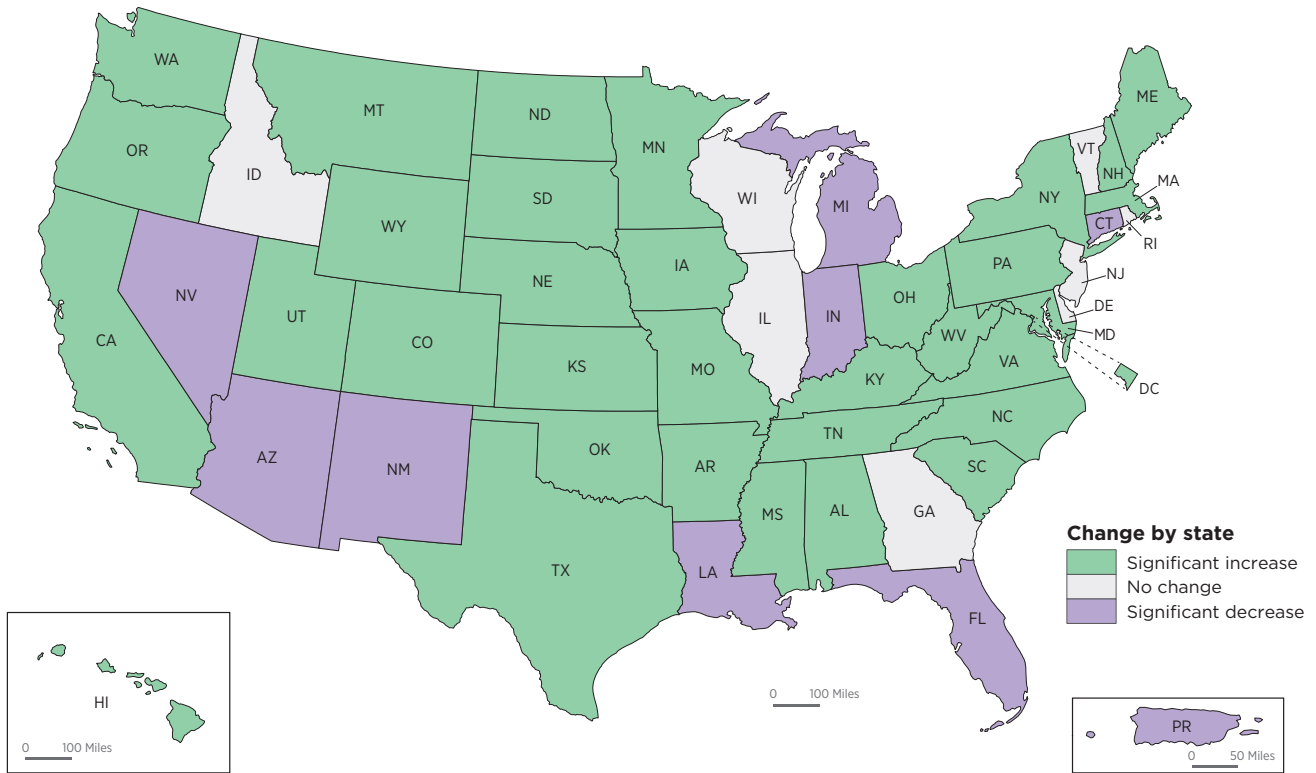 WA
ME
MT
ND
MN
OR
VT
ID
NH
MA
WI
SD
NY
MI
WY
CT
RI
IA
PA
NJ
NE
NV
OH
DE
UT
IL
IN
MD
CA
CO
WV
VA
KS
MO
KY
DC
NC
TN
OK
AZ
NM
AR
SC
MS
AL
GA
Change by state
Significant increase
TX
LA
No change
Significant decrease
FL
HI
0 100 Miles
0 100 Miles
PR
0 50 Miles